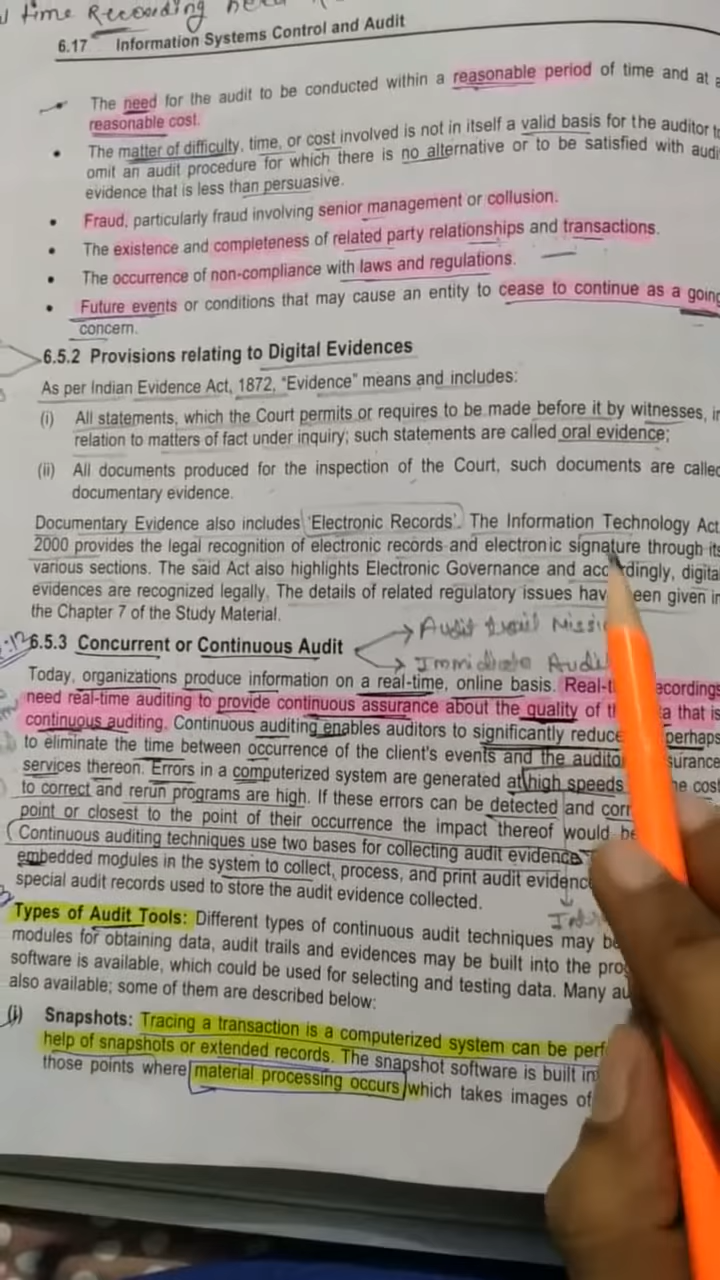 time Recording need
6.17 Information Systems Control and Audit
• The need for the audit to be conducted within a reasonable period of time and at a
reasonable cost.
• The matter of difficulty, time, or cost involved is not in itself a valid basis for the auditor to
omit an audit procedure for which there is no alternative or to be satisfied with audi
evidence that is less than persuasive.
• Fraud, particularly fraud involving senior management or collusion.
• The existence and completeness of related party relationships and transactions.
• The occurrence of non-compliance with laws and regulations.
• Future events or conditions that may cause an entity to cease to continue as a going
concern.
6.5.2 Provisions relating to Digital Evidences
As per Indian Evidence Act, 1872, "Evidence" means and includes:
(i) All statements, which the Court permits or requires to be made before it by witnesses, in
relation to matters of fact under inquiry; such statements are called oral evidence;
(ii) All documents produced for the inspection of the Court, such documents are called
documentary evidence.
Documentary Evidence also includes 'Electronic Records'. The Information Technology Act
2000 provides the legal recognition of electronic records and electronic signature through its
various sections. The said Act also highlights Electronic Governance and accordingly, digital
evidences are recognized legally. The details of related regulatory issues have been given in
the Chapter 7 of the Study Material.
Audit trail
6.5.3 Concurrent or Continuous Audit
Immidiate Audit
Today, organizations produce information on a real-time, online basis. Real-t ecordings
need real-time auditing to provide continuous assurance about the quality of th a that is
continuous auditing. Continuous auditing enables auditors to significantly reduce perhaps
to eliminate the time between occurrence of the client's events and the auditor surance
services thereon. Errors in a computerized system are generated at high speeds he cost
to correct and rerun programs are high. If these errors can be detected and corr
point or closest to the point of their occurrence the impact thereof would be
Continuous auditing techniques use two bases for collecting audit evidence
embedded modules in the system to collect, process, and print audit evidenc
special audit records used to store the audit evidence collected.
Types of Audit Tools: Different types of continuous audit techniques may b
modules for obtaining data, audit trails and evidences may be built into the pro
software is available, which could be used for selecting and testing data. Many au
also available; some of them are described below:
(i) Snapshots: Tracing a transaction is a computerized system can be perf
help of snapshots or extended records. The snapshot software is built in
those points where material processing occurs which takes images of